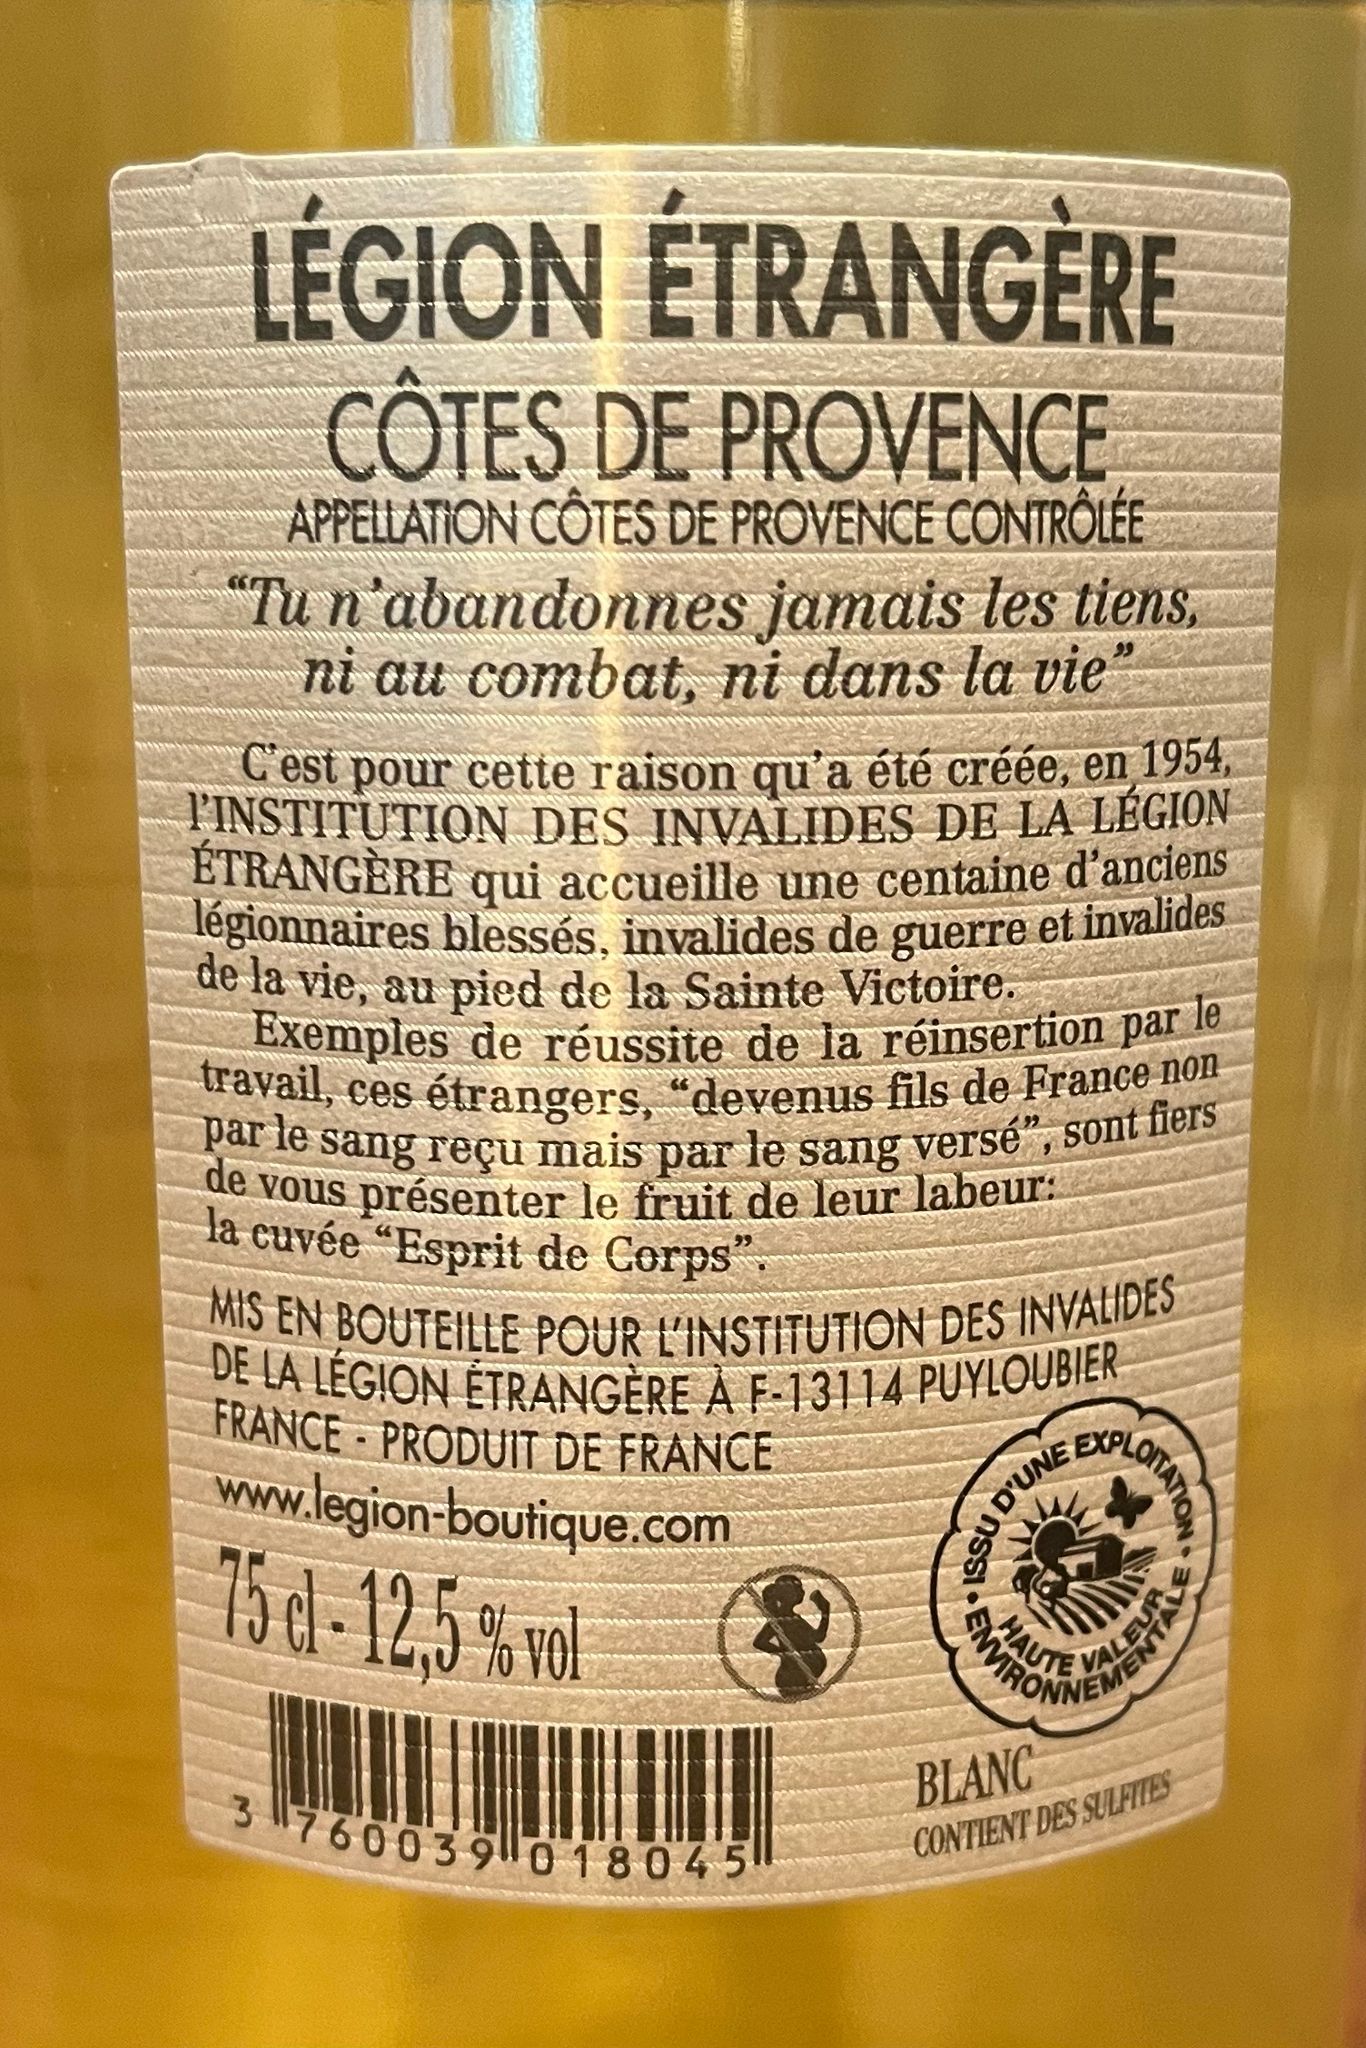 LÉGION ÉTRANGÈRE
CÔTES DE PROVENCE
APPELLATION CÔTES DE PROVENCE CONTRÔLÉE
“Tu n’abandonnes jamais les tiens,
ni au combat, ni dans la vie”
C’est pour cette raison qu’a été créée, en 1954,
l’INSTITUTION DES INVALIDES DE LA LÉGION
ÉTRANGÈRE qui accueille une centaine d’anciens
légionnaires blessés, invalides de guerre et invalides
de la vie, au pied de la Sainte Victoire.
Exemples de réussite de la réinsertion par le
travail, ces étrangers, “devenus fils de France non
par le sang reçu mais par le sang versé”, sont fiers
de vous présenter le fruit de leur labeur:
la cuvée “Esprit de Corps”.
MIS EN BOUTEILLE POUR L’INSTITUTION DES INVALIDES
DE LA LÉGION ÉTRANGÈRE À F-13114 PUYLOUBIER
FRANCE - PRODUIT DE FRANCE
www.legion-boutique.com
75 cl - 12,5 % vol
• ISSU D’UNE EXPLOITATION •
HAUTE VALEUR
ENVIRONNEMENTALE
BLANC
CONTIENT DES SULFITES
3 760039 018045